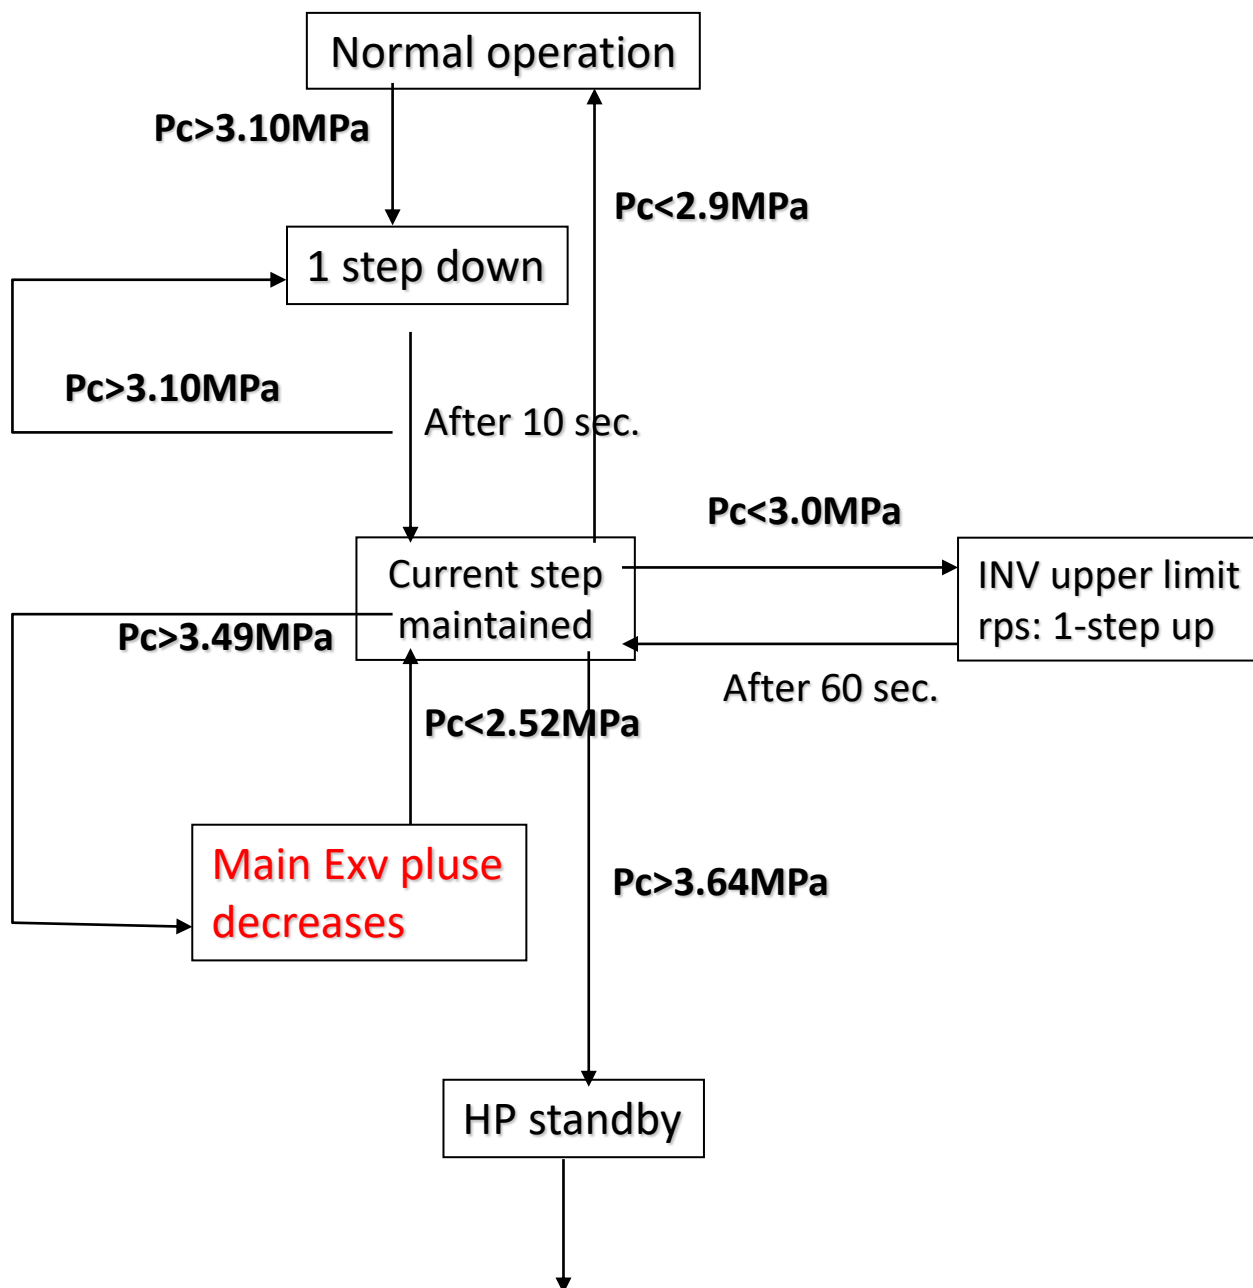 Normal operation
Pc>3.10MPa
Pc<2.9MPa
1 step down
Pc>3.10MPa
After 10 sec.
Pc<3.0MPa
Current step
maintained
INV upper limit
rps: 1-step up
Pc>3.49MPa
After 60 sec.
Pc<2.52MPa
Main Exv pluse
decreases
Pc>3.64MPa
HP standby